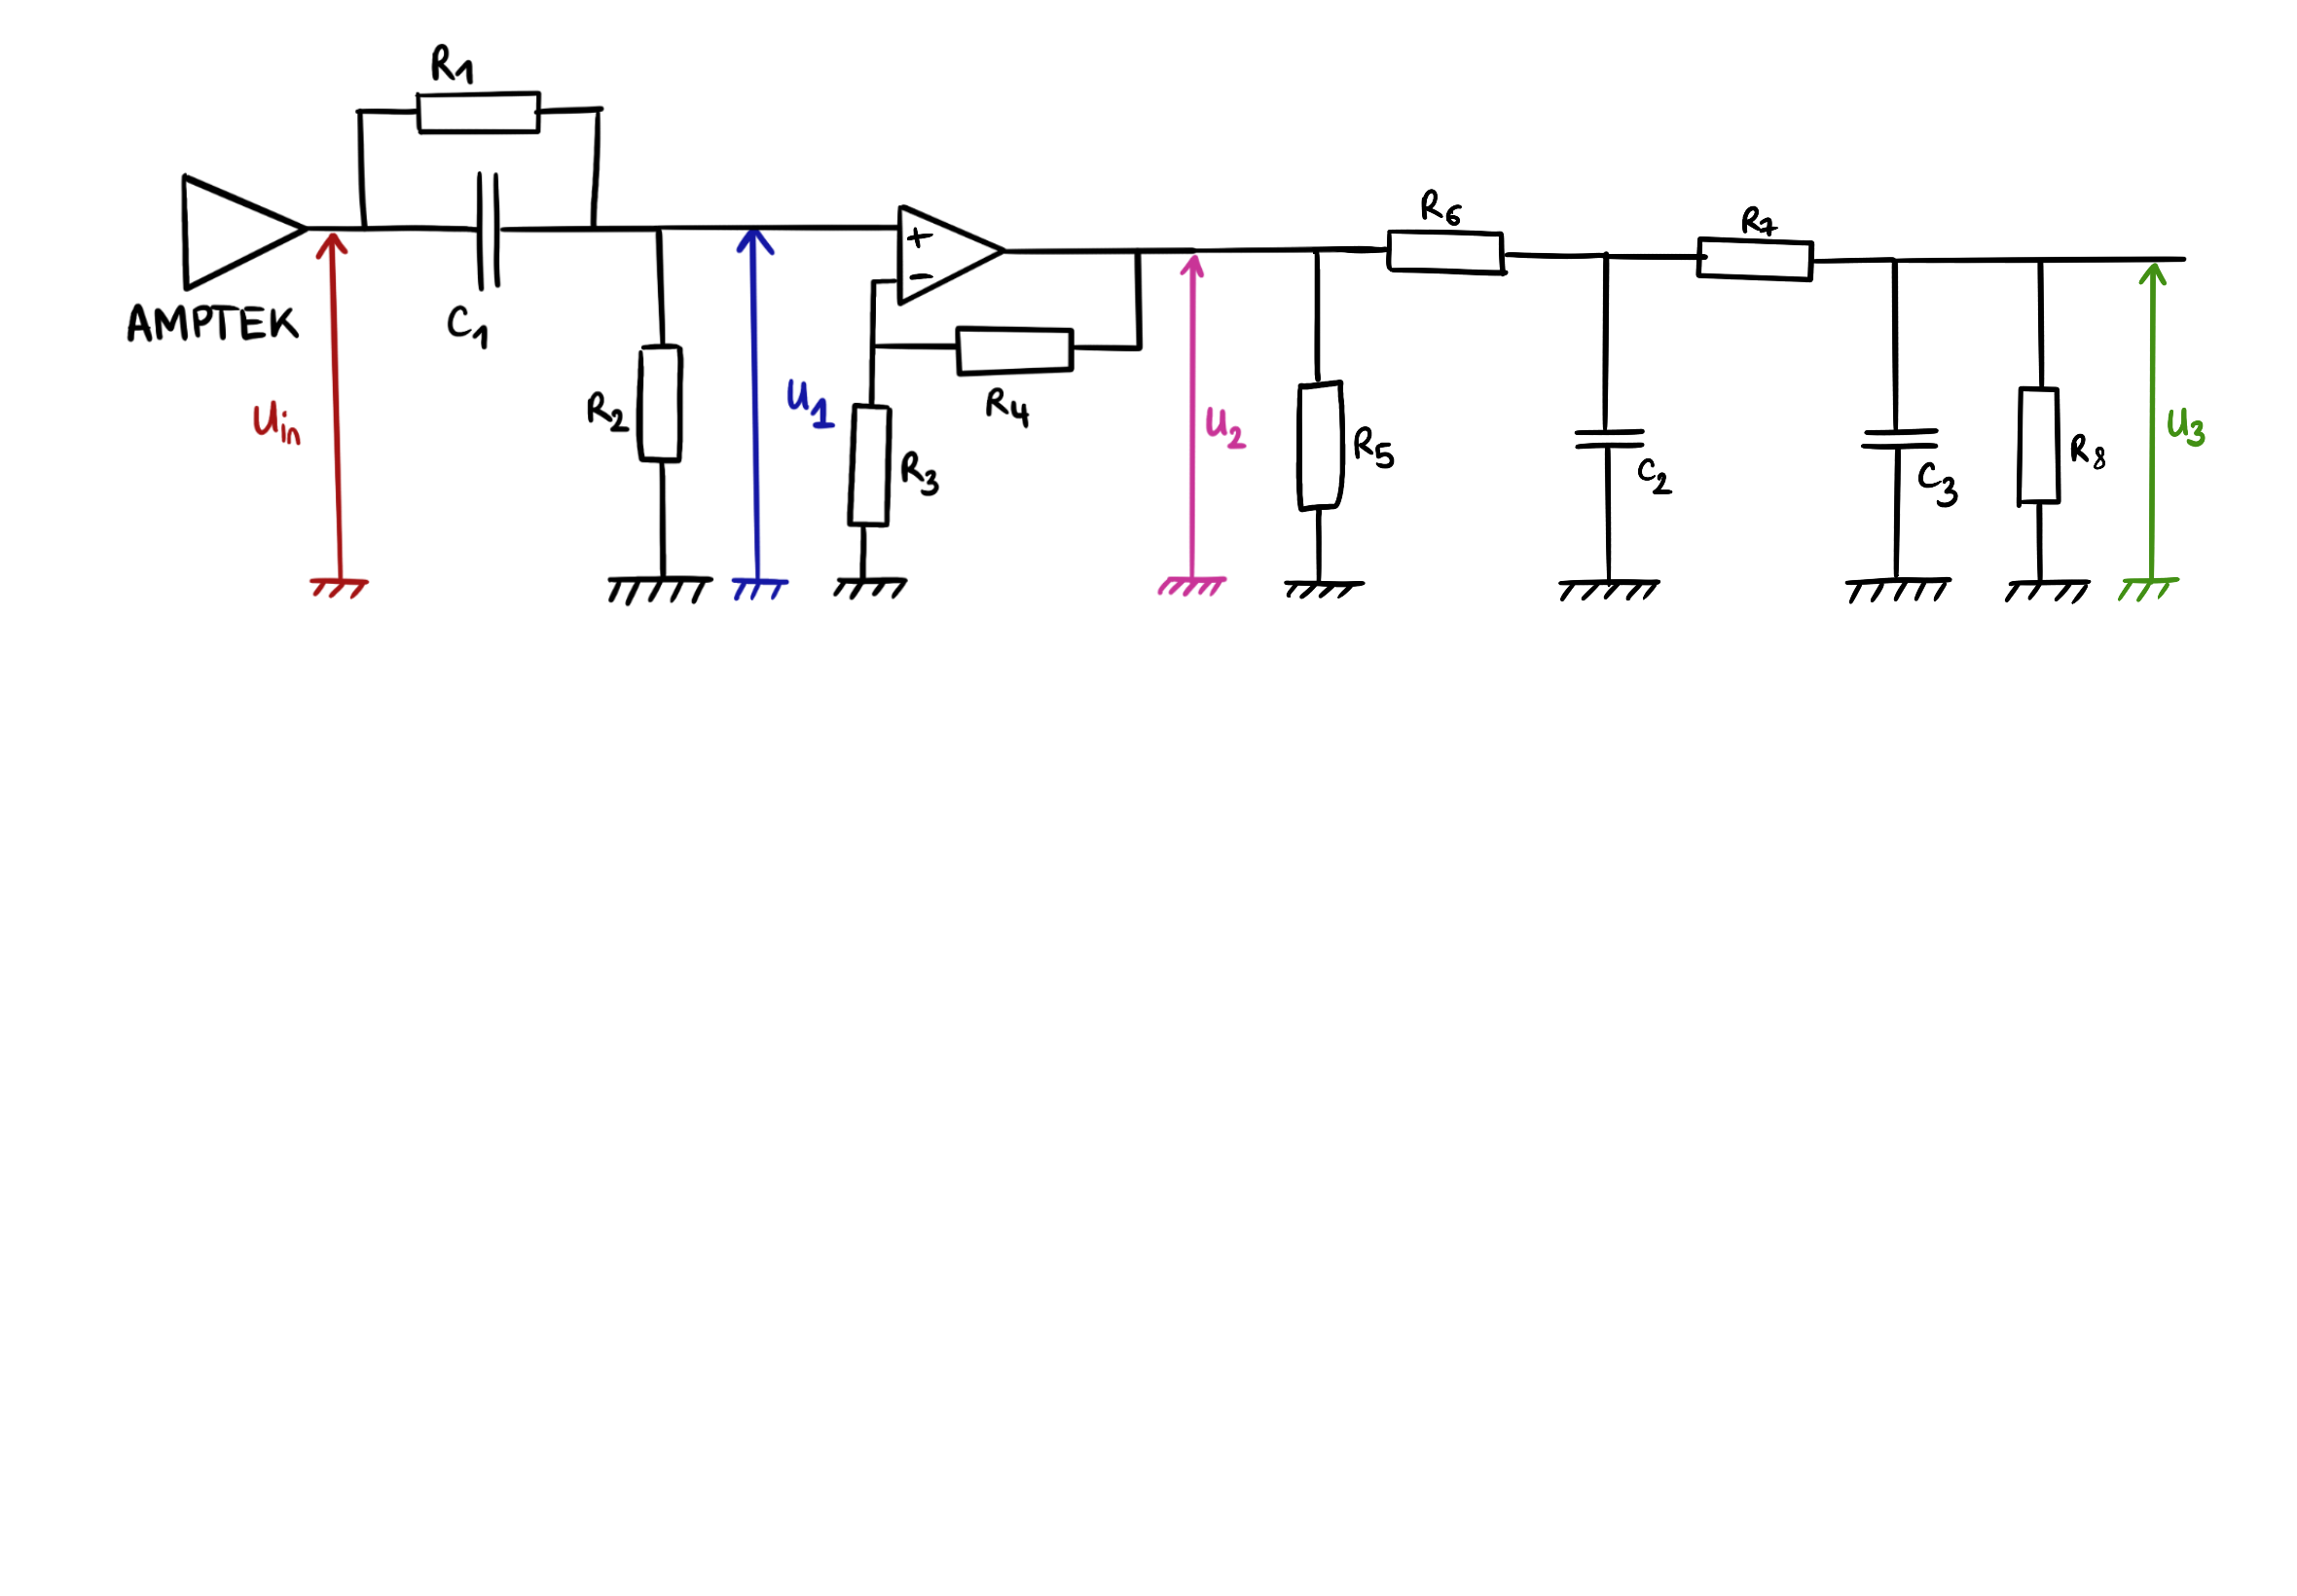 R1
AMPTEK
C1
Uin
R2
U1
+
-
R4
R3
U2
R5
R6
C2
R7
C3
R8
U3